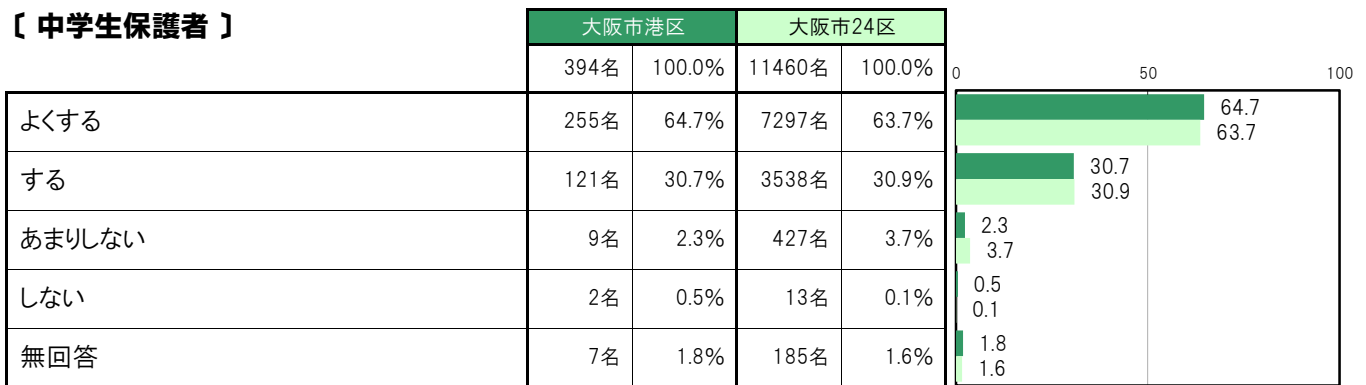 〔 中学生保護者 〕
大阪市港区 大阪市24区
394名 100.0% 11460名 100.0%
0 50 100
よくする 255名 64.7% 7297名 63.7%
64.7
63.7
する 121名 30.7% 3538名 30.9%
30.7
30.9
あまりしない 9名 2.3% 427名 3.7%
2.3
3.7
しない 2名 0.5% 13名 0.1%
0.5
0.1
無回答 7名 1.8% 185名 1.6%
1.8
1.6